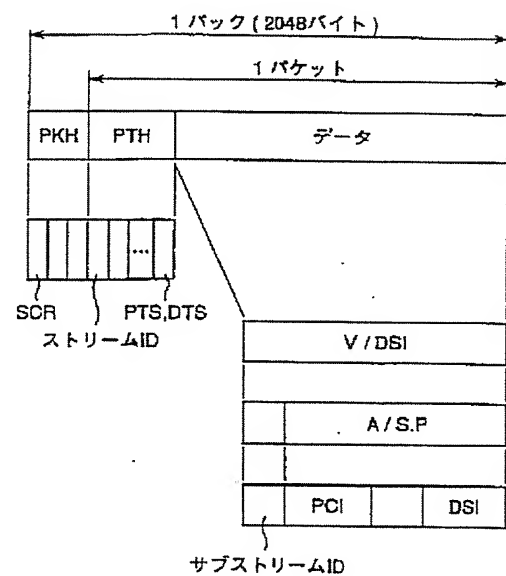 1 パック ( 2048バイト )
1 パケット
PKH PTH データ
...
SCR PTS,DTS
ストリームID
V / DSI
A / S.P
PCI DSI
サブストリームID